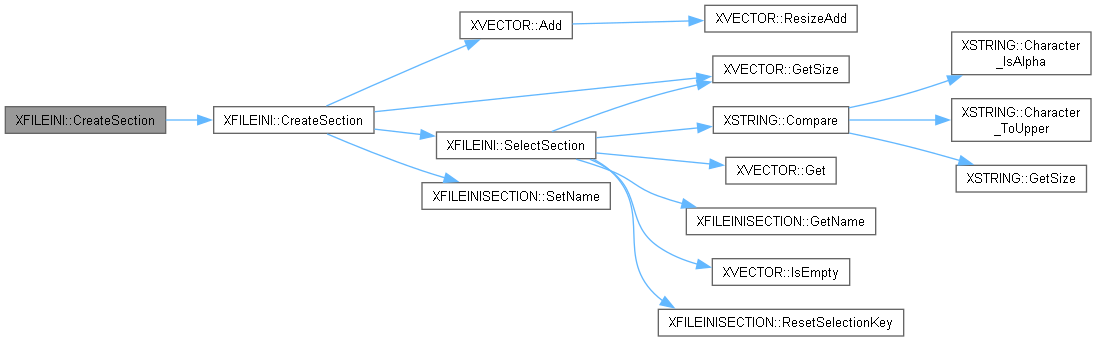 XFILEINI::CreateSection
XFILEINI::CreateSection
XVECTOR::Add
XVECTOR::ResizeAdd
XVECTOR::GetSize
XFILEINI::SelectSection
XFILEINISECTION::SetName
XSTRING::Compare
XVECTOR::Get
XFILEINISECTION::GetName
XVECTOR::IsEmpty
XFILEINISECTION::ResetSelectionKey
XSTRING::Character
_IsAlpha
XSTRING::Character
_ToUpper
XSTRING::GetSize